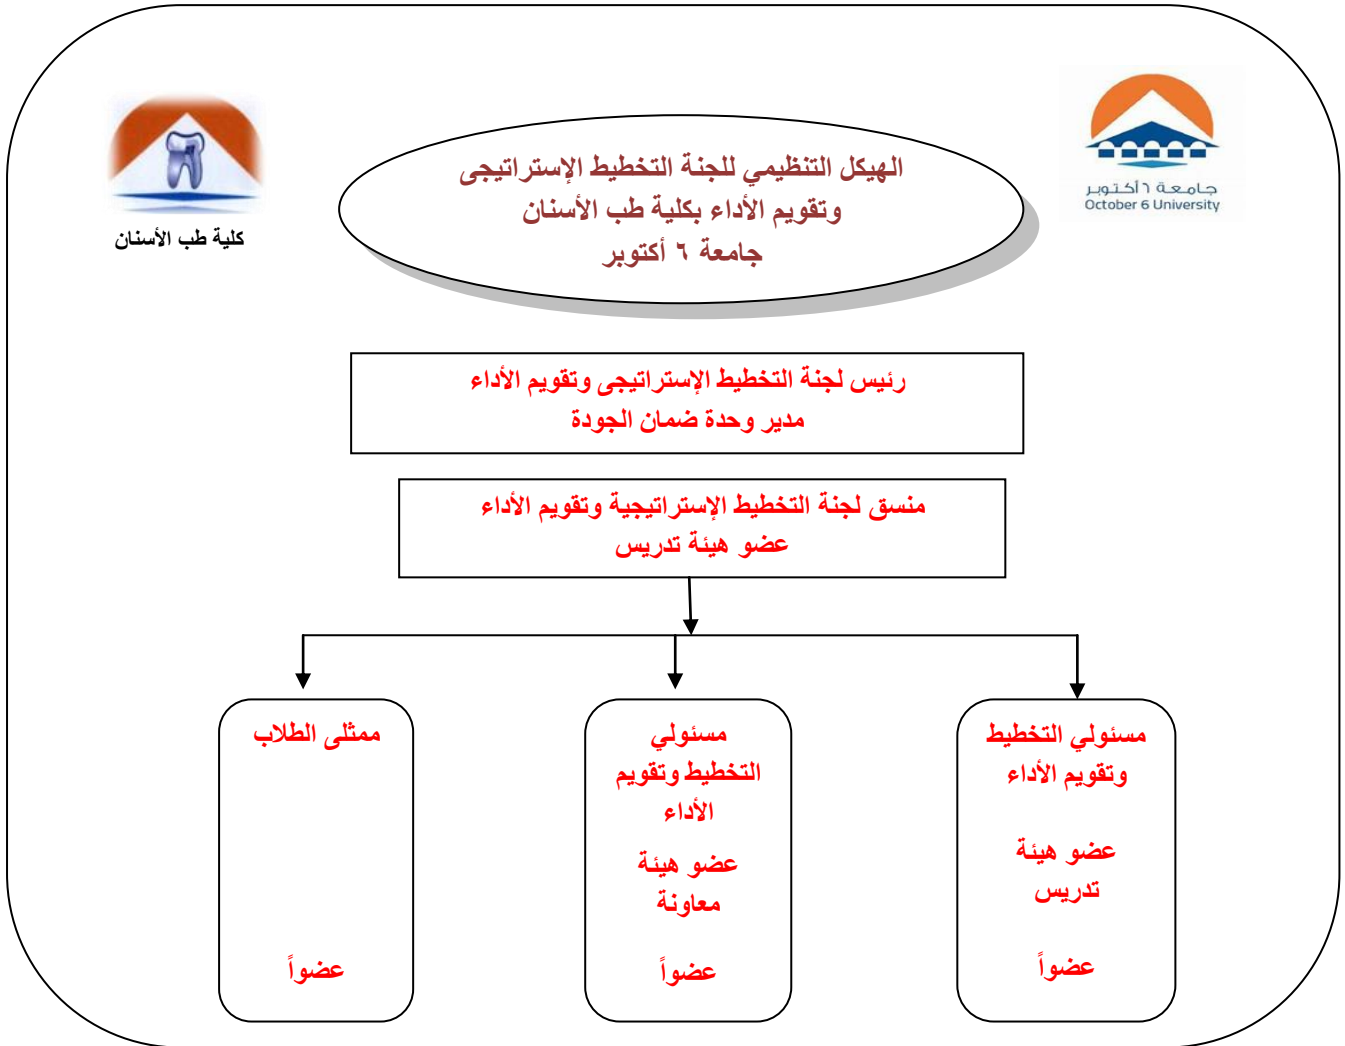 جامعة ٦ أكتوبر
October 6 University
كلية طب الأسنان
الهيكل التنظيمي للجنة التخطيط الإستراتيجى
وتقويم الأداء بكلية طب الأسنان
جامعة ٦ أكتوبر
رئيس لجنة التخطيط الإستراتيجى وتقويم الأداء
مدير وحدة ضمان الجودة
منسق لجنة التخطيط الإستراتيجية وتقويم الأداء
عضو هيئة تدريس
مسئولي التخطيط
وتقويم الأداء
عضو هيئة
تدريس
عضواً
مسئولي
التخطيط وتقويم
الأداء
عضو هيئة
معاونة
عضواً
ممثلى الطلاب
عضواً